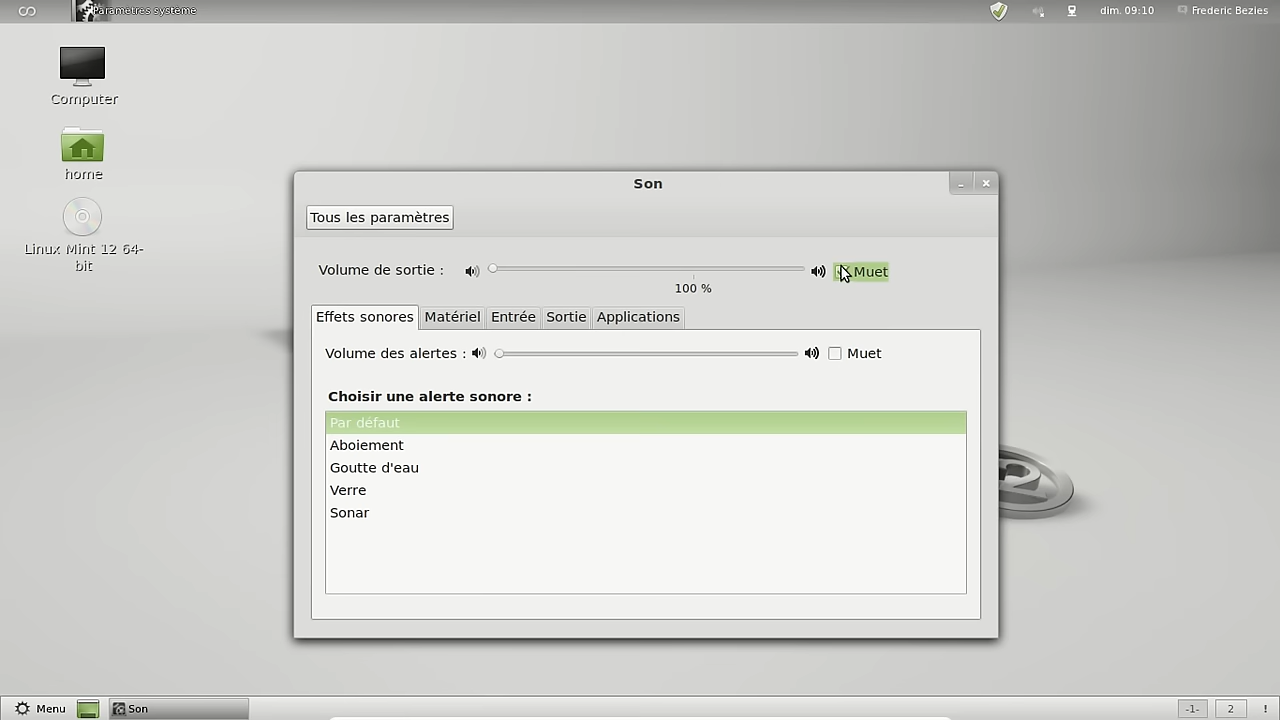 Paramètres système
dim. 09:10
Frederic Bezies
Computer
home
Linux Mint 12 64-
bit
Son
Tous les paramètres
Volume de sortie :
Muet
100 %
Effets sonores
Matériel
Entrée
Sortie
Applications
Volume des alertes :
Muet
Choisir une alerte sonore :
Par défaut
Aboiement
Goutte d'eau
Verre
Sonar
Menu
Son
-1-
2
!